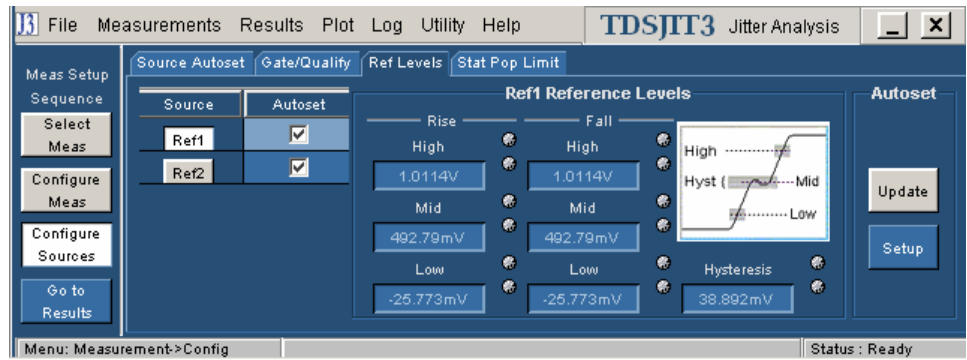 J3 File Measurements Results Plot Log Utility Help TDSJIT3 Jitter Analysis
Meas Setup
Sequence
Select
Meas
Configure
Meas
Configure
Sources
Go to
Results
Source Autoset Gate/Qualify Ref Levels Stat Pop Limit
Source Autoset
Ref1
Ref2
Ref1 Reference Levels
Rise Fall
High High
1.0114V 1.0114V
Mid Mid
492.79mV 492.79mV
Low Low
-25.773mV -25.773mV
High
Hyst ( Mid
Low
Hysteresis
38.892mV
Autoset
Update
Setup
Menu: Measurement->Config Status : Ready